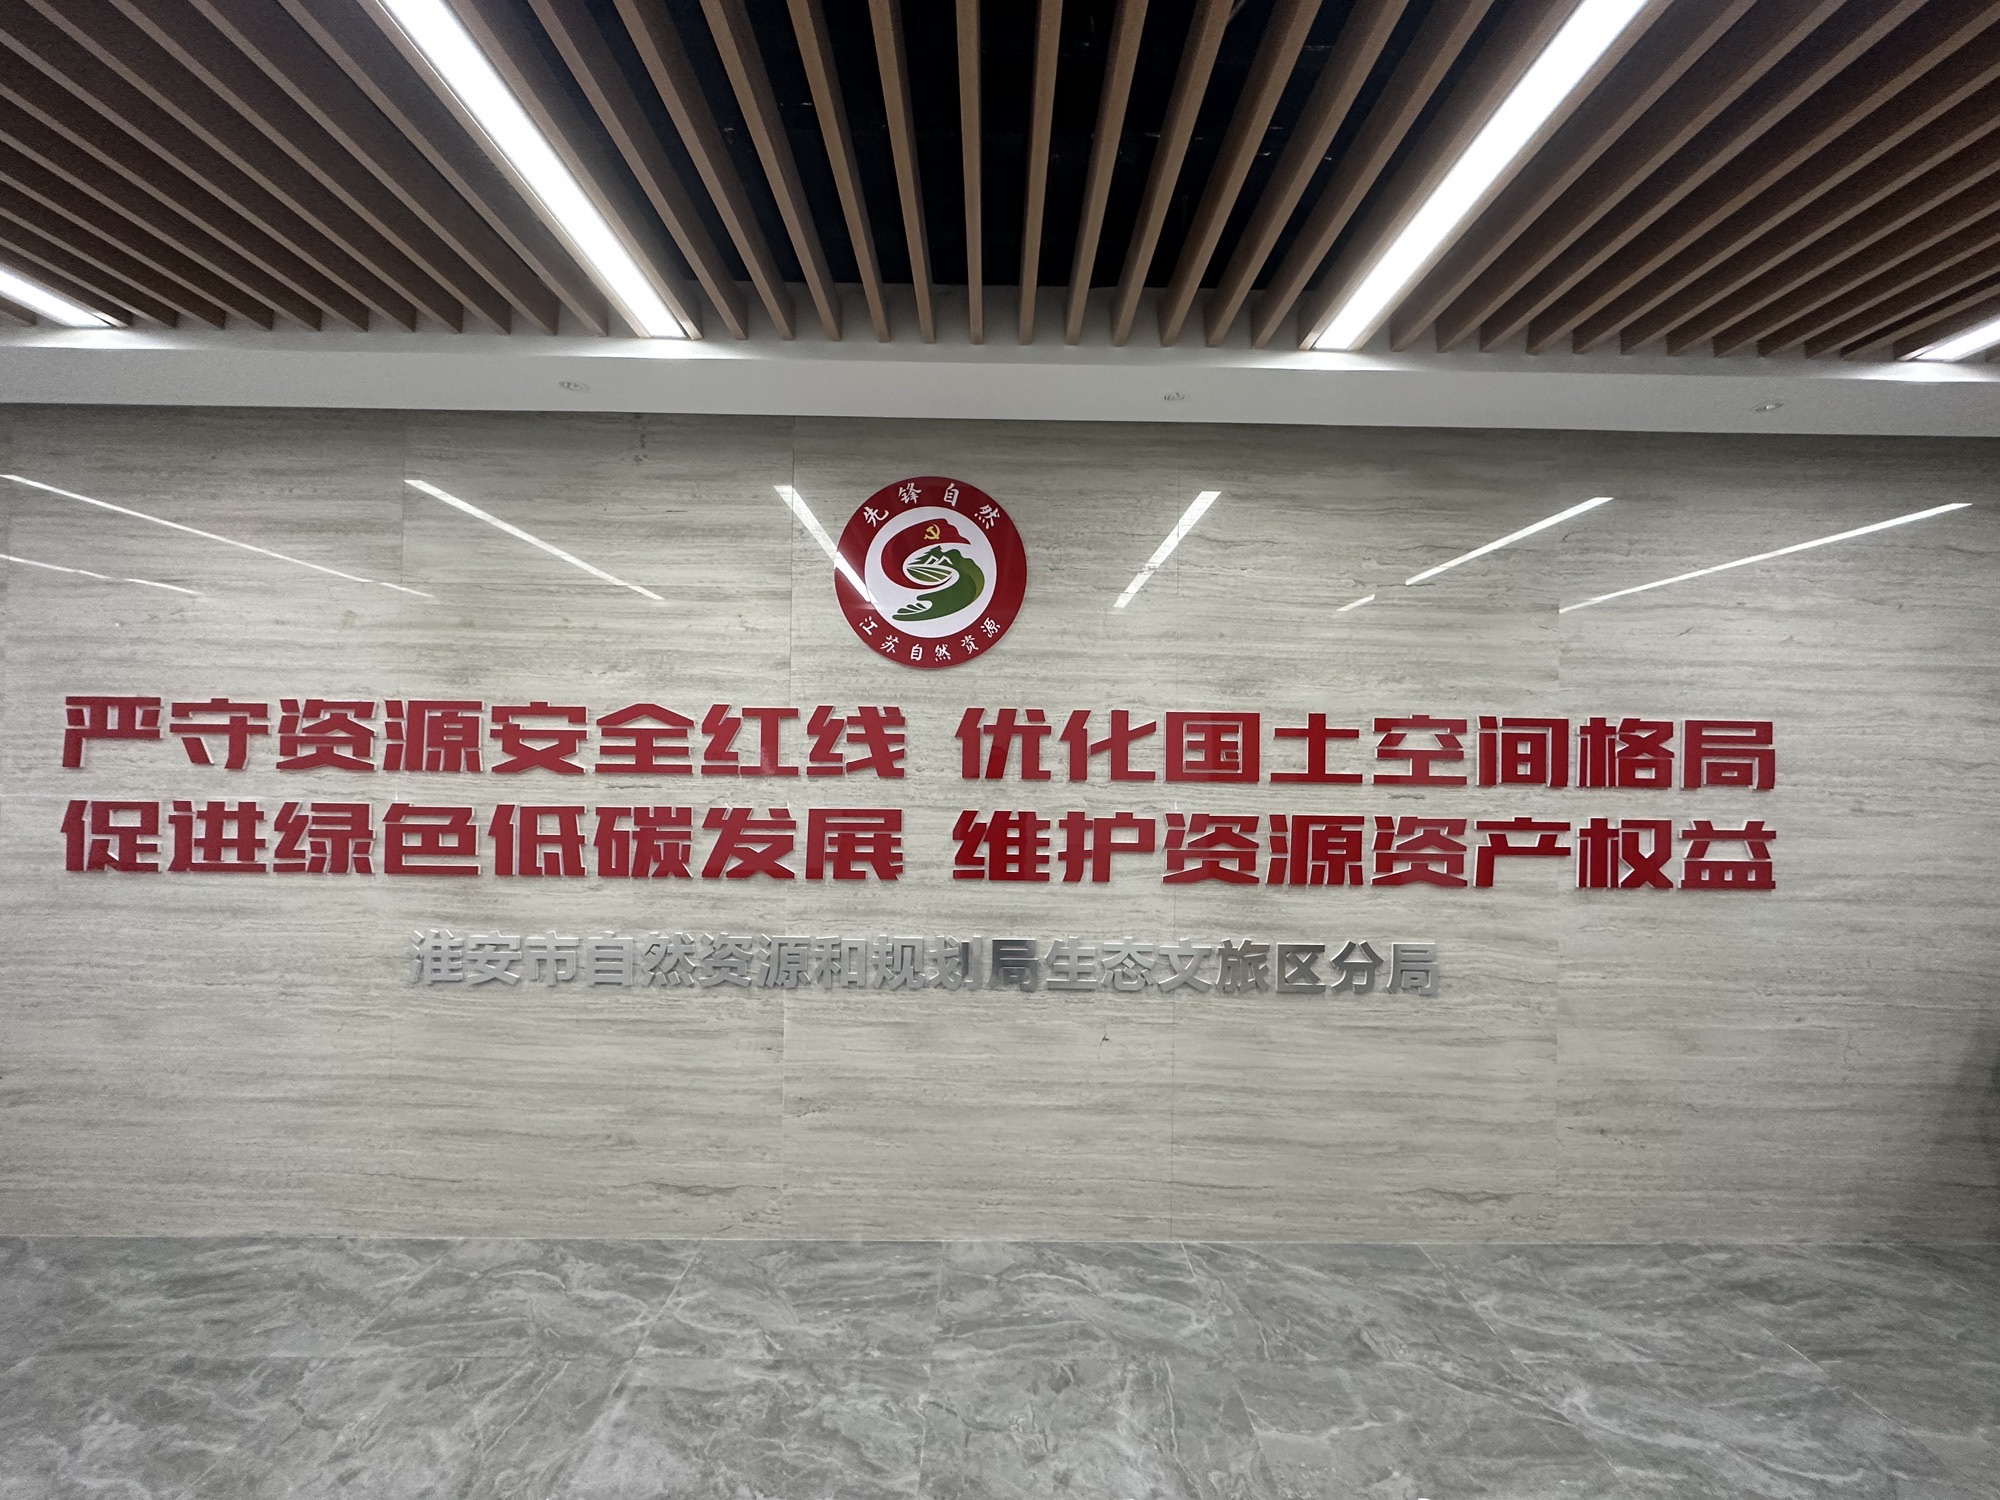 先锋自然
江苏自然资源
严守资源安全红线 优化国土空间格局
促进绿色低碳发展 维护资源资产权益
淮安市自然资源和规划局生态文旅区分局